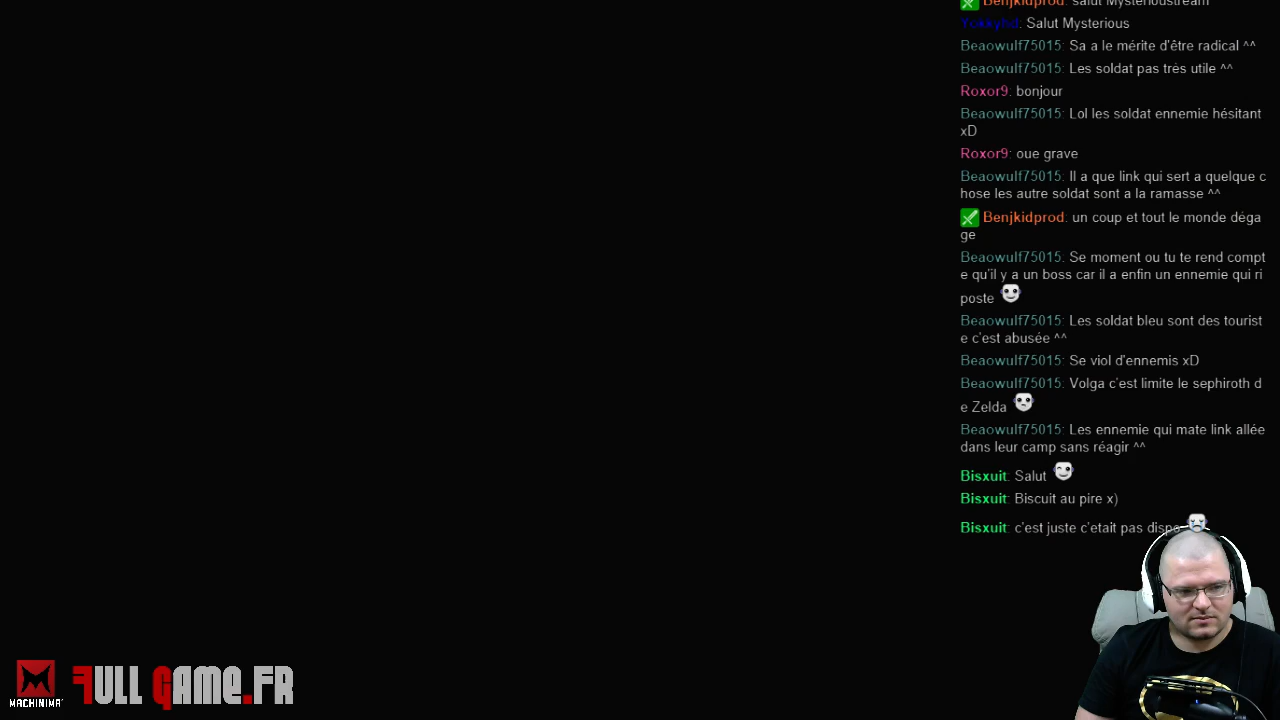 Benjkidprod: salut Mysterioustream
Yokkyhd: Salut Mysterious
Beaowulf75015: Sa a le mérite d'être radical ^^
Beaowulf75015: Les soldat pas très utile ^^
Roxor9: bonjour
Beaowulf75015: Lol les soldat ennemie hésitant
xD
Roxor9: oue grave
Beaowulf75015: Il a que link qui sert a quelque c
hose les autre soldat sont a la ramasse ^^
Benjkidprod: un coup et tout le monde déga
ge
Beaowulf75015: Se moment ou tu te rend compt
e qu'il y a un boss car il a enfin un ennemie qui ri
poste
Beaowulf75015: Les soldat bleu sont des tourist
e c'est abusée ^^
Beaowulf75015: Se viol d'ennemis xD
Beaowulf75015: Volga c'est limite le sephiroth d
e Zelda
Beaowulf75015: Les ennemie qui mate link allée
dans leur camp sans réagir ^^
Bisxuit: Salut
Bisxuit: Biscuit au pire x)
Bisxuit: c'est juste c'etait pas dispo
MACHINIMA
FULL GAME.FR